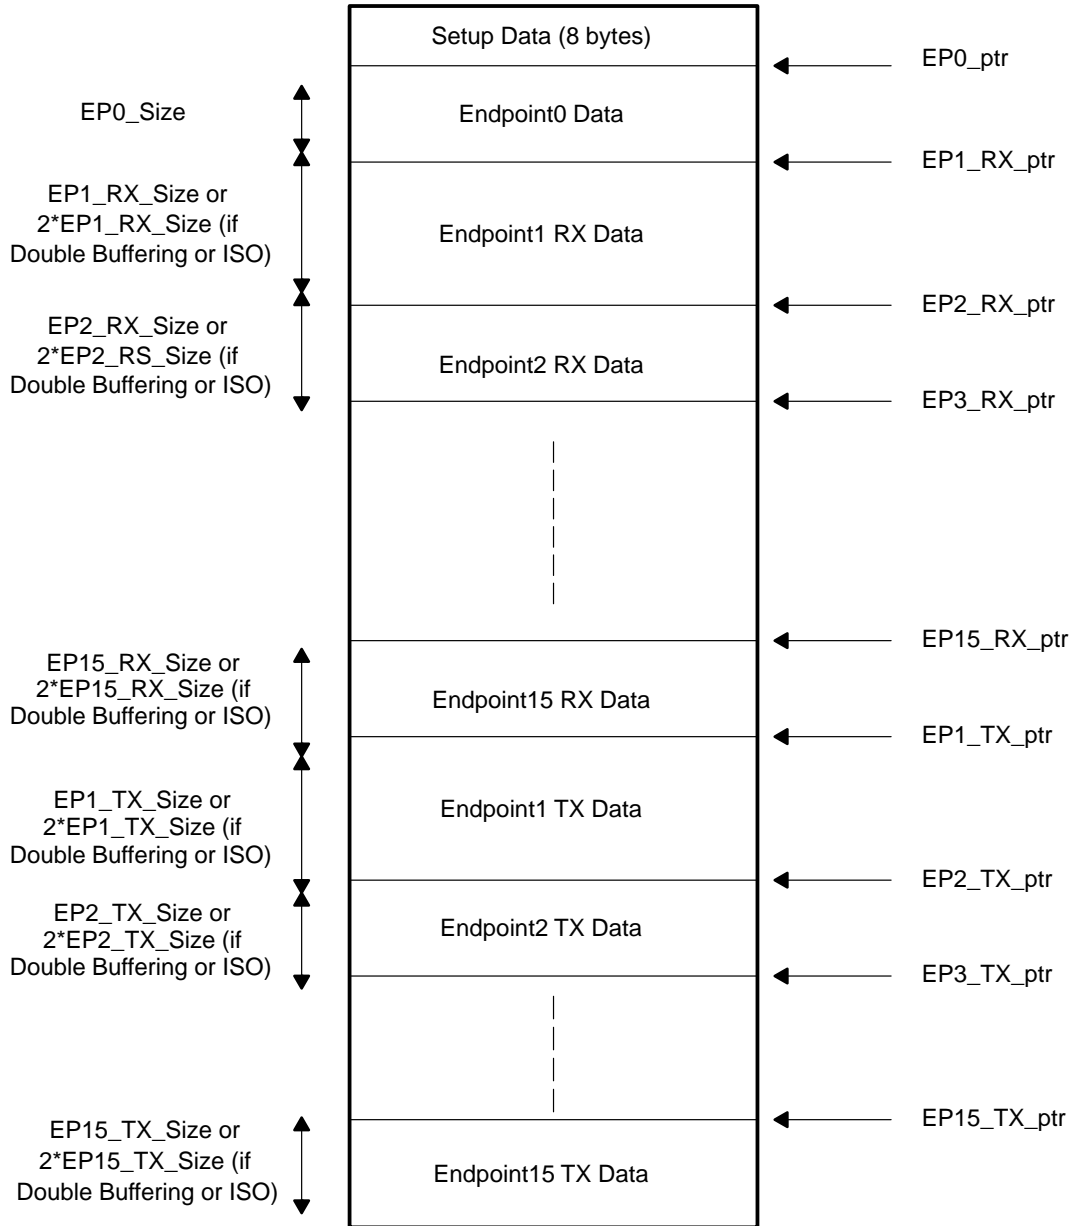 Setup Data (8 bytes)
EP0_ptr
EP0_Size
Endpoint0 Data
EP1_RX_ptr
EP1_RX_Size or
2*EP1_RX_Size (if
Double Buffering or ISO)
Endpoint1 RX Data
EP2_RX_ptr
EP2_RX_Size or
2*EP2_RS_Size (if
Double Buffering or ISO)
Endpoint2 RX Data
EP3_RX_ptr
EP15_RX_ptr
EP15_RX_Size or
2*EP15_RX_Size (if
Double Buffering or ISO)
Endpoint15 RX Data
EP1_TX_ptr
EP1_TX_Size or
2*EP1_TX_Size (if
Double Buffering or ISO)
Endpoint1 TX Data
EP2_TX_ptr
EP2_TX_Size or
2*EP2_TX_Size (if
Double Buffering or ISO)
Endpoint2 TX Data
EP3_TX_ptr
EP15_TX_ptr
EP15_TX_Size or
2*EP15_TX_Size (if
Double Buffering or ISO)
Endpoint15 TX Data